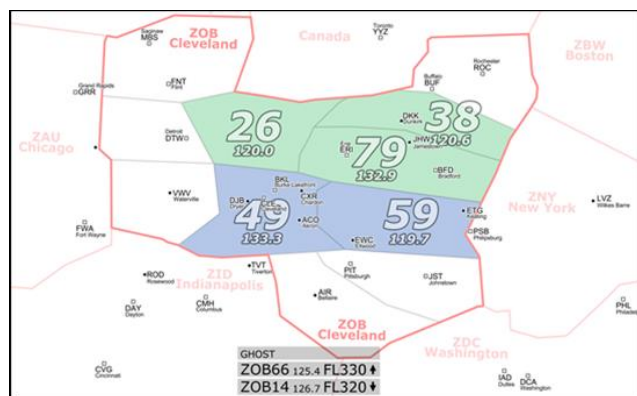 Saginaw
MBS
ZOB
Cleveland
Canada
Toronto
YYZ
ZBW
Boston
Rochester
ROC
Grand Rapids
GRR
FNT
Flint
Buffalo
BUF
26
120.0
38
120.6
DKK
Dunkirk
ZAU
Chicago
Detroit
DTW
Erie
ERI
79
132.9
JHW
Jamestown
BFD
Bradford
BKL
Burke Lakefront
VWV
Waterville
DJB
Dryer
CXR
Chardon
49
133.3
ACO
Akron
59
119.7
ETG
Keating
ZNY
New York
LVZ
Wilkes Barre
FWA
Fort Wayne
EWC
Ellwood
PSB
Philipsburg
ROD
Rosewood
ZID
Indianapolis
TVT
Tiverton
PIT
Pittsburgh
JST
Johnstown
DAY
Dayton
CMH
Columbus
AIR
Bellaire
PHL
Philadel
ZOB
Cleveland
ZDC
Washington
GHOST
ZOB66 125.4 FL330
ZOB14 126.7 FL320
CVG
Cincinnati
IAD
Dulles
DCA
Washington